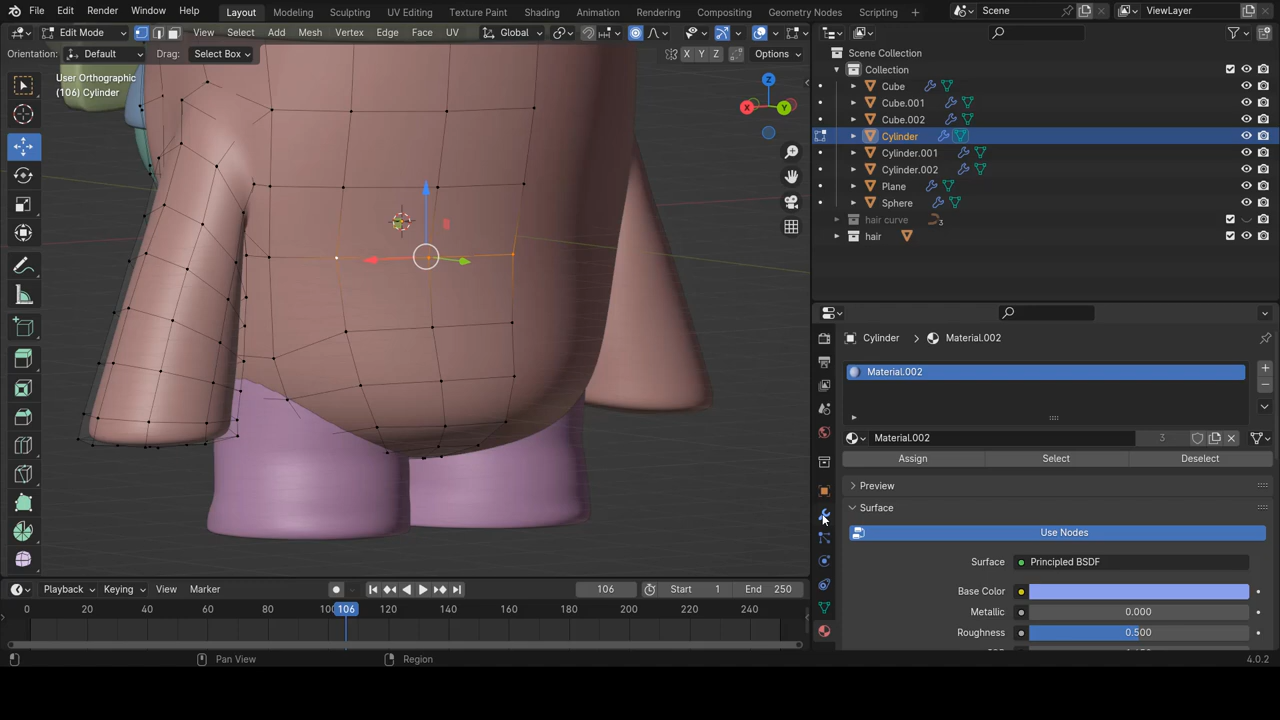 File Edit Render Window Help Layout Modeling Sculpting UV Editing Texture Paint Shading Animation Rendering Compositing Geometry Nodes Scripting Scene ViewLayer
Edit Mode View Select Add Mesh Vertex Edge Face UV Global
Orientation: Default Drag: Select Box X Y Z Options
User Orthographic
(106) Cylinder
Z
X Y
Scene Collection
Collection
Cube
Cube.001
Cube.002
Cylinder
Cylinder.001
Cylinder.002
Plane
Sphere
hair curve 3
hair
Cylinder > Material.002
Material.002
Material.002 3
Assign Select Deselect
Preview
Surface
Use Nodes
Surface Principled BSDF
Base Color
Metallic 0.000
Roughness 0.500
Playback Keying View Marker 106 Start 1 End 250
0 20 40 60 80 100 106 120 140 160 180 200 220 240
Pan View Region 4.0.2